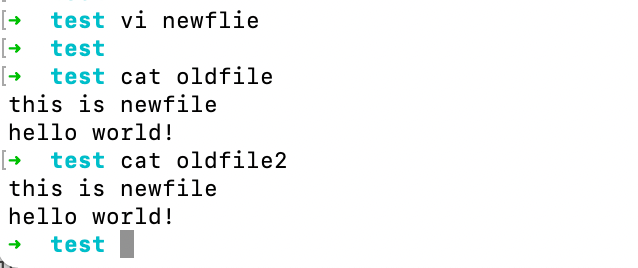 [➜  test vi newflie
[➜  test
[➜  test cat oldfile
this is newfile
hello world!
[➜  test cat oldfile2
this is newfile
hello world!
➜  test